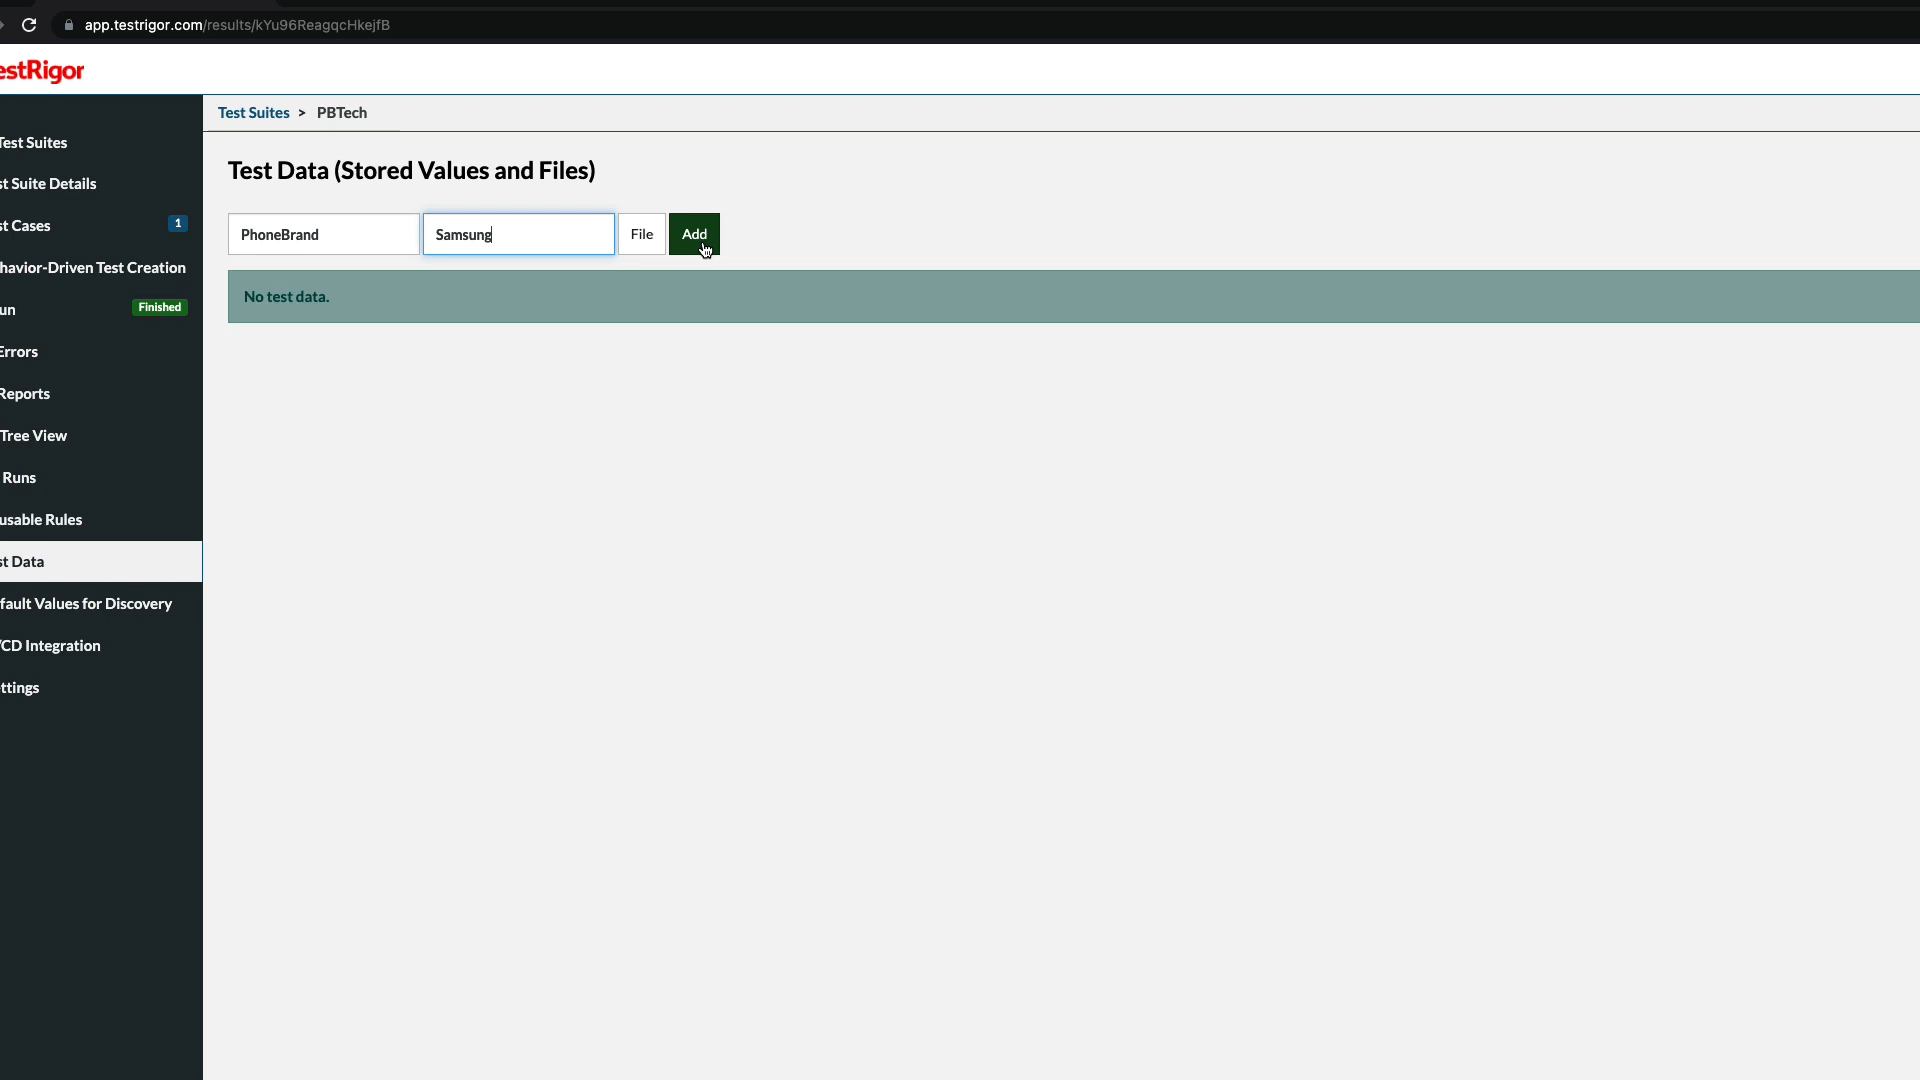 app.testrigor.com/results/kYu96ReagqcHkejfB
estRigor
Test Suites > PBTech
Test Suites
st Suite Details
st Cases 1
havior-Driven Test Creation
un Finished
Errors
Reports
Tree View
Runs
usable Rules
st Data
fault Values for Discovery
/CD Integration
ttings
Test Data (Stored Values and Files)
PhoneBrand Samsung File Add
No test data.